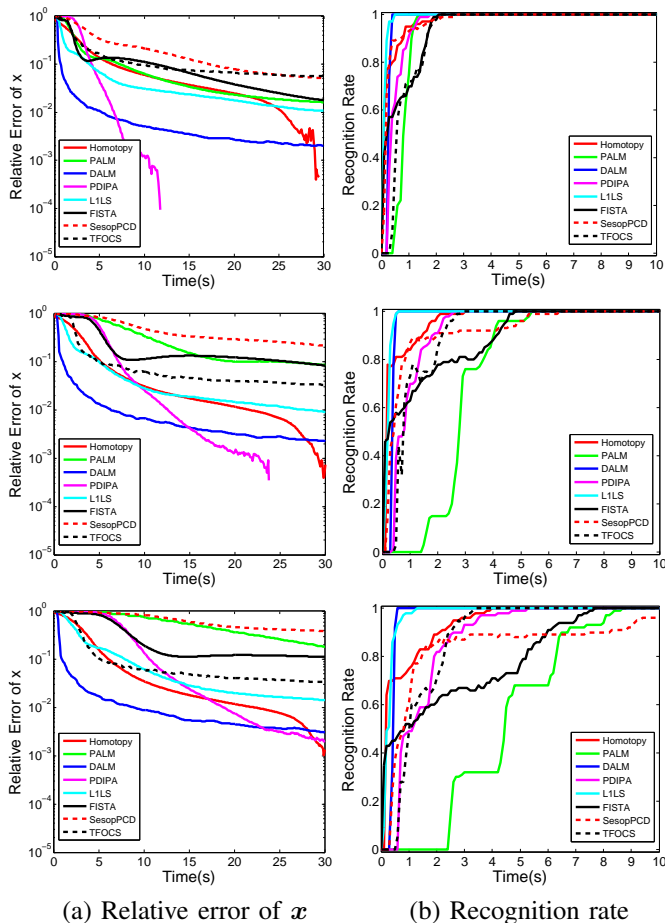 10⁰
10⁻¹
10⁻²
10⁻³
10⁻⁴
10⁻⁵
Relative Error of x
Homotopy
PALM
DALM
PDIPA
L1LS
FISTA
SesopPCD
TFOCS
0 5 10 15 20 25 30
Time(s)
1
0.8
0.6
0.4
0.2
0
Recognition Rate
Homotopy
PALM
DALM
PDIPA
L1LS
FISTA
SesopPCD
TFOCS
0 1 2 3 4 5 6 7 8 9 10
Time(s)
10⁰
10⁻¹
10⁻²
10⁻³
10⁻⁴
10⁻⁵
Relative Error of x
Homotopy
PALM
DALM
PDIPA
L1LS
FISTA
SesopPCD
TFOCS
0 5 10 15 20 25 30
Time(s)
1
0.8
0.6
0.4
0.2
0
Recognition Rate
Homotopy
PALM
DALM
PDIPA
L1LS
FISTA
SesopPCD
TFOCS
0 1 2 3 4 5 6 7 8 9 10
Time(s)
10⁰
10⁻¹
10⁻²
10⁻³
10⁻⁴
10⁻⁵
Relative Error of x
Homotopy
PALM
DALM
PDIPA
L1LS
FISTA
SesopPCD
TFOCS
0 5 10 15 20 25 30
Time(s)
1
0.8
0.6
0.4
0.2
0
Recognition Rate
Homotopy
PALM
DALM
PDIPA
L1LS
FISTA
SesopPCD
TFOCS
0 1 2 3 4 5 6 7 8 9 10
Time(s)
(a) Relative error of x
(b) Recognition rate